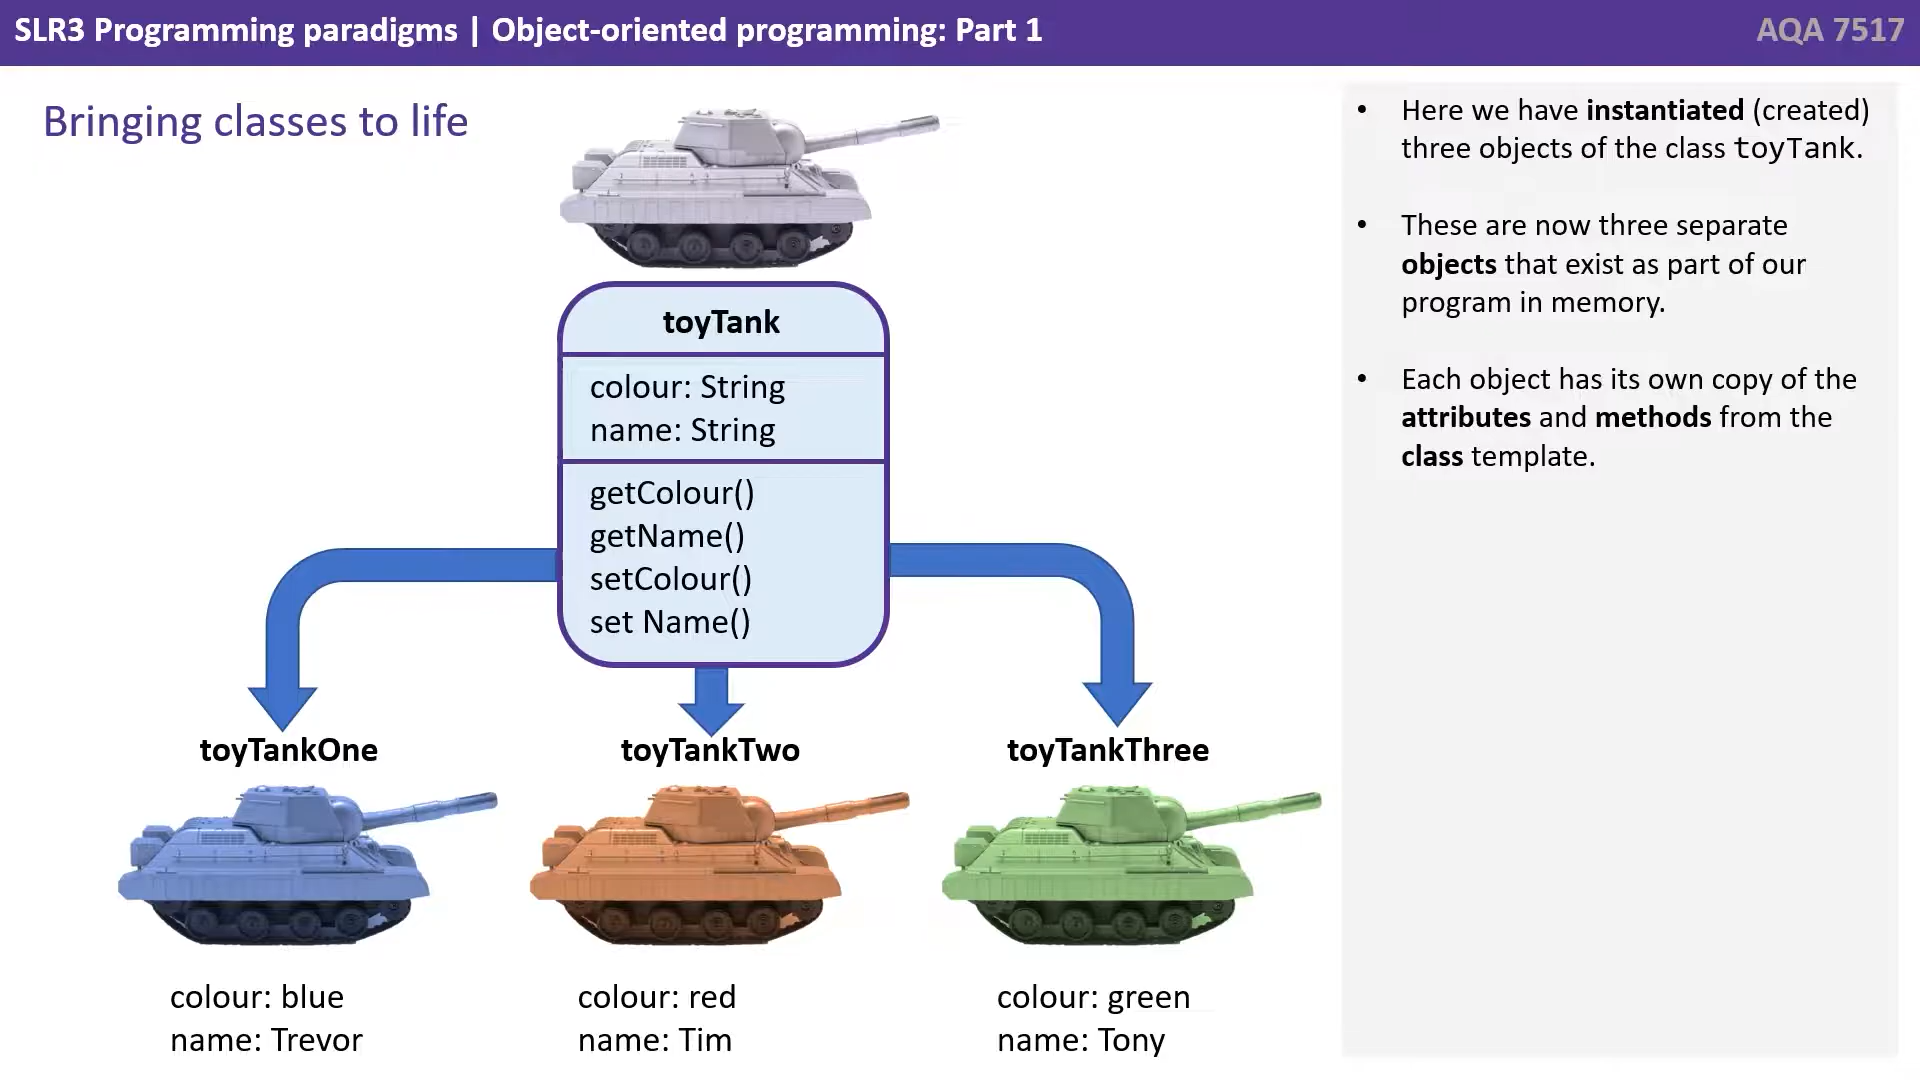 SLR3 Programming paradigms | Object-oriented programming: Part 1
AQA 7517
Bringing classes to life
toyTank
colour: String
name: String
getColour()
getName()
setColour()
set Name()
toyTankOne
colour: blue
name: Trevor
toyTankTwo
colour: red
name: Tim
toyTankThree
colour: green
name: Tony
• Here we have instantiated (created)
three objects of the class toyTank.
• These are now three separate
objects that exist as part of our
program in memory.
• Each object has its own copy of the
attributes and methods from the
class template.